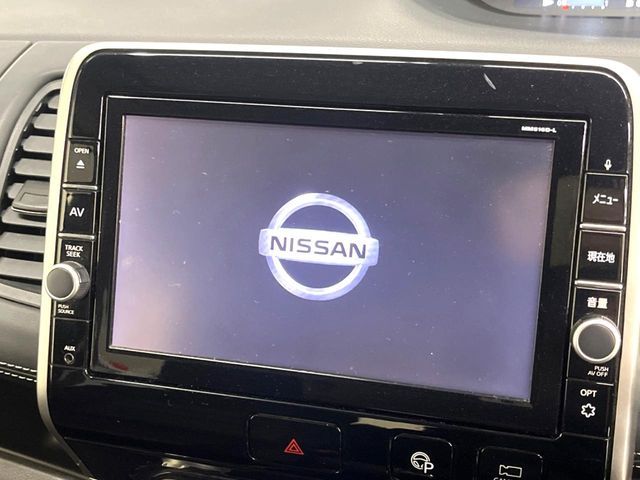 MM516D-L
OPEN
AV
TRACK
SEEK
PUSH
SOURCE
AUX
NISSAN
メニュー
現在地
音量
PUSH
AV OFF
OPT
P